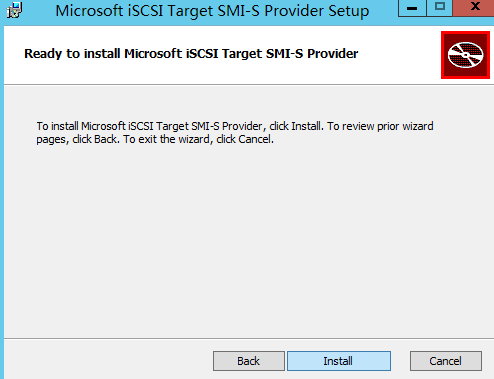 Microsoft iSCSI Target SMI-S Provider Setup
Ready to install Microsoft iSCSI Target SMI-S Provider
To install Microsoft iSCSI Target SMI-S Provider, click Install. To review prior wizard
pages, click Back. To exit the wizard, click Cancel.
Back
Install
Cancel